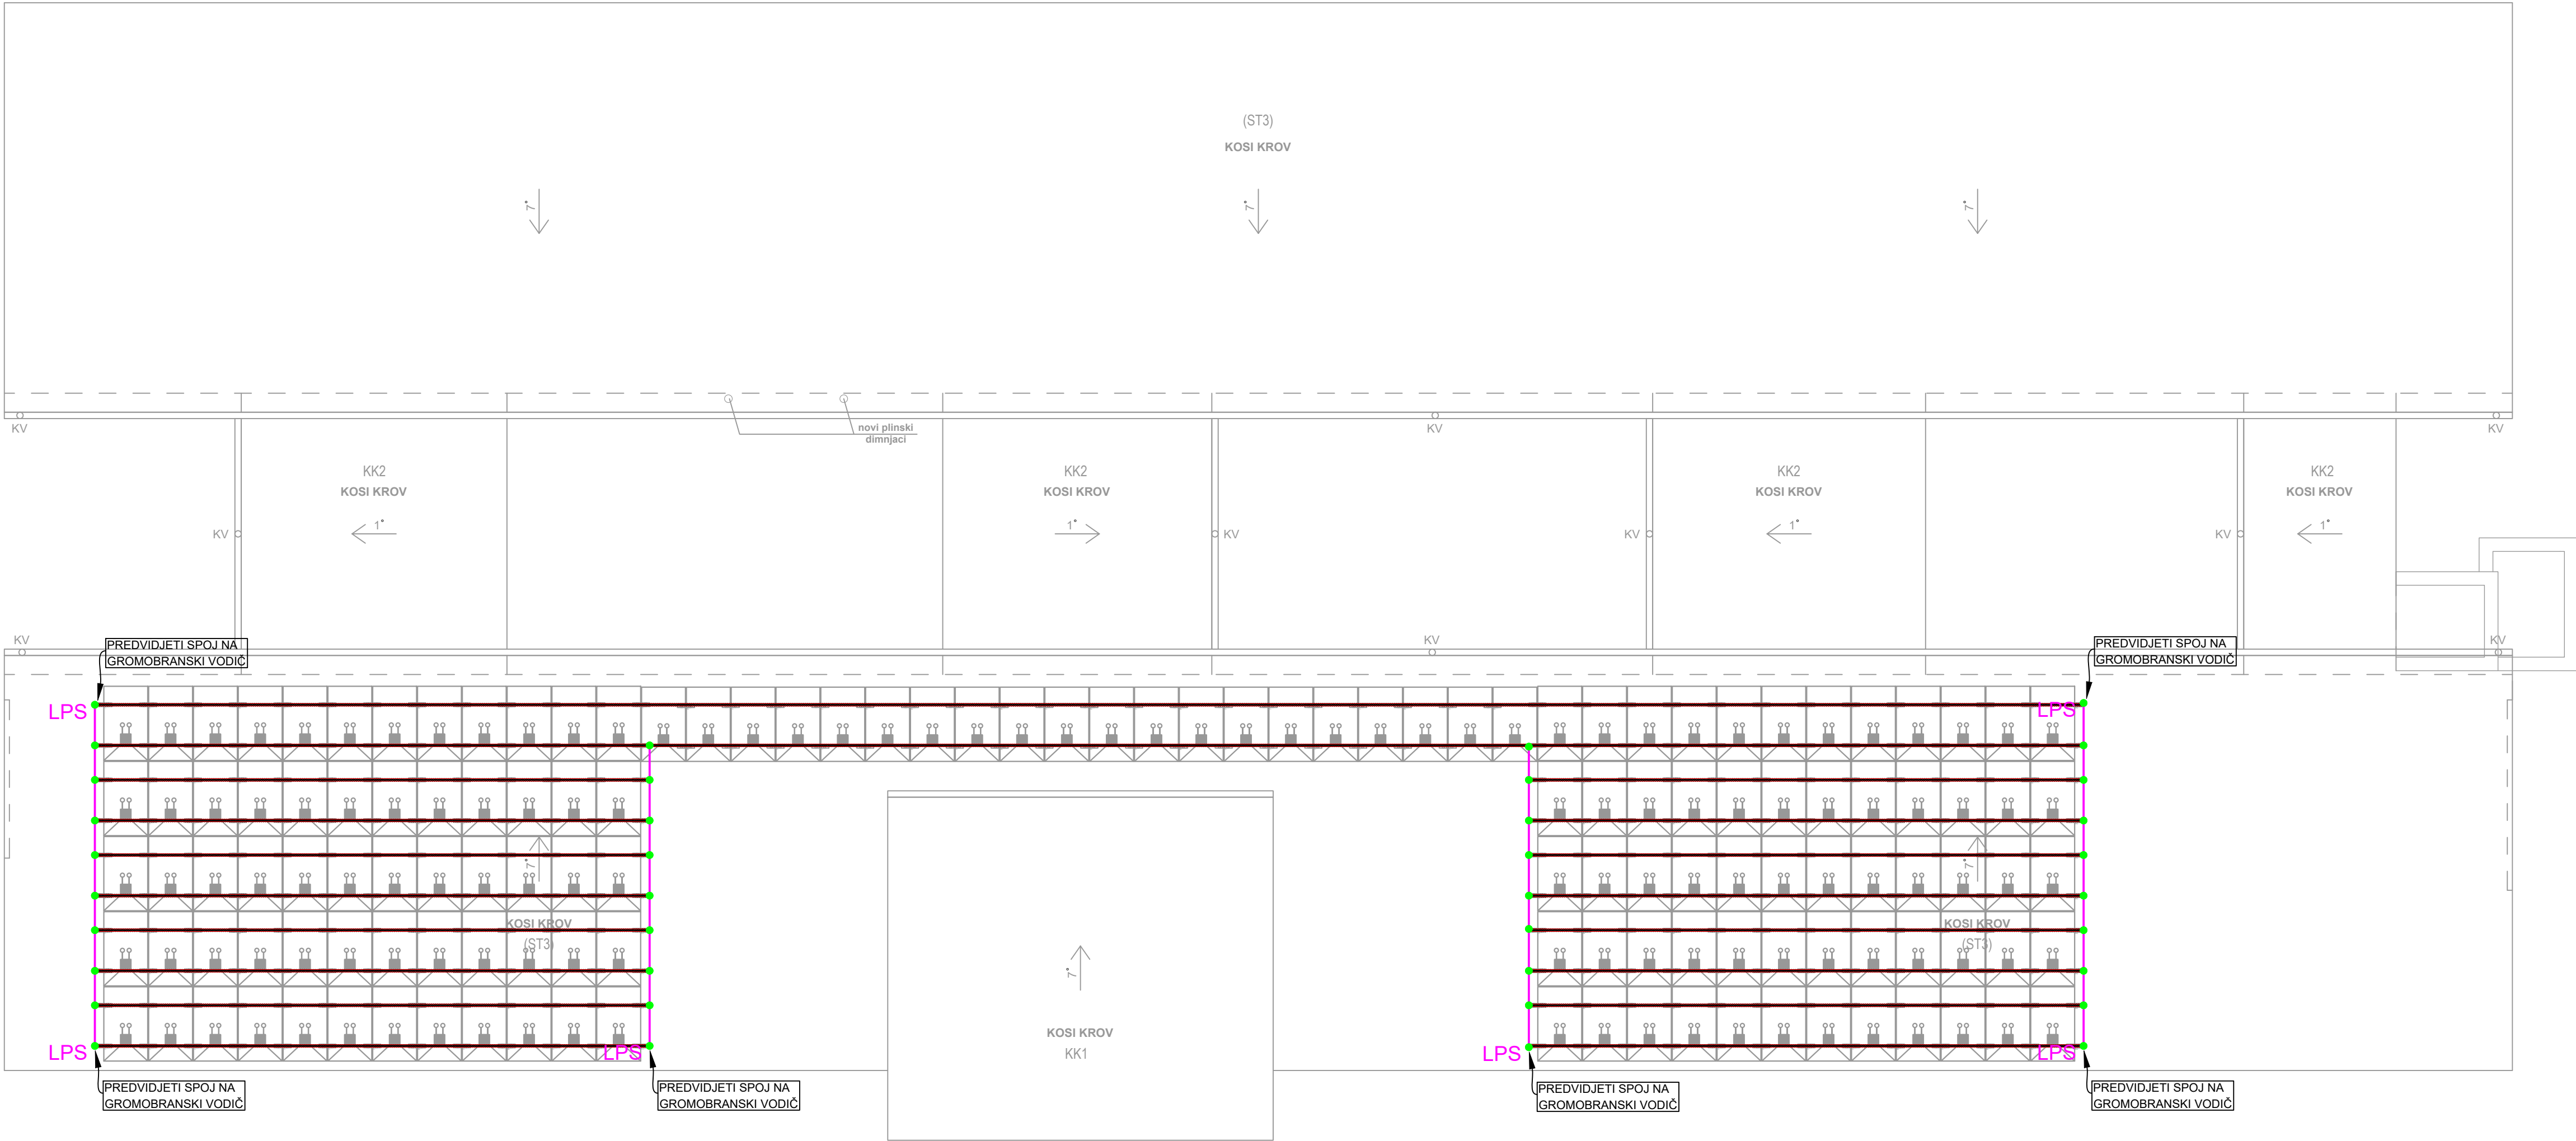 (ST3)
KOSI KROV
7°
7°
7°
KV
novi plinski
dimnjaci
KV
KV
KK2
KOSI KROV
1°
KK2
KOSI KROV
1°
KK2
KOSI KROV
1°
KK2
KOSI KROV
1°
KV
KV
KV
KV
KV
KV
KV
PREDVIDJETI SPOJ NA
GROMOBRANSKI VODIČ
PREDVIDJETI SPOJ NA
GROMOBRANSKI VODIČ
LPS
LPS
7°
KOSI KROV
(ST3)
7°
KOSI KROV
(ST3)
7°
KOSI KROV
KK1
LPS
LPS
LPS
LPS
PREDVIDJETI SPOJ NA
GROMOBRANSKI VODIČ
PREDVIDJETI SPOJ NA
GROMOBRANSKI VODIČ
PREDVIDJETI SPOJ NA
GROMOBRANSKI VODIČ
PREDVIDJETI SPOJ NA
GROMOBRANSKI VODIČ